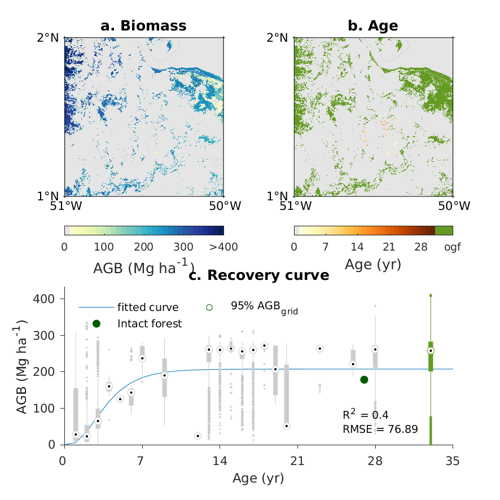 a. Biomass
b. Age
2°N
2°N
1°N
1°N
51°W
50°W
51°W
50°W
0
100
200
300
>400
0
7
14
21
28
ogf
AGB (Mg ha⁻¹)
Age (yr)
c. Recovery curve
400
300
200
100
0
AGB (Mg ha⁻¹)
fitted curve
95% AGB_grid
Intact forest
R² = 0.4
RMSE = 76.89
0
7
14
21
28
35
Age (yr)